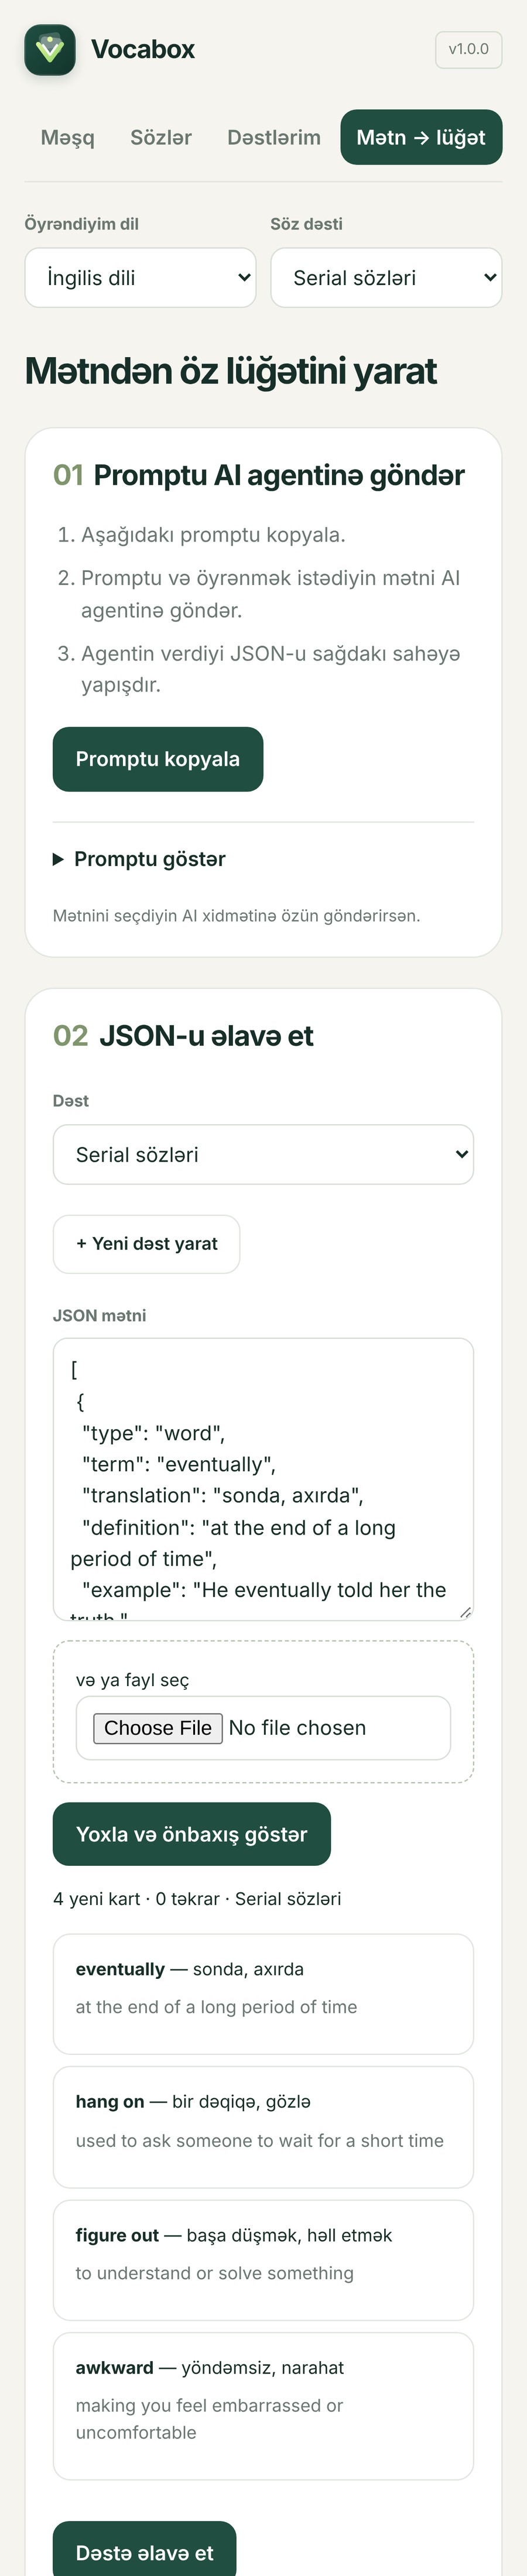 Vocabox
v1.0.0
Məşq
Sözlər
Dəstlərim
Mətn → lüğət
Öyrəndiyim dil
Söz dəsti
İngilis dili
Serial sözləri
Mətndən öz lüğətini yarat
01 Promptu AI agentinə göndər
1. Aşağıdakı promptu kopyala.
2. Promptu və öyrənmək istədiyin mətni AI
agentinə göndər.
3. Agentin verdiyi JSON-u sağdakı sahəyə
yapışdır.
Promptu kopyala
Promptu göstər
Mətnini seçdiyin AI xidmətinə özün göndərirsən.
02 JSON-u əlavə et
Dəst
Serial sözləri
+ Yeni dəst yarat
JSON mətni
[
{
"type": "word",
"term": "eventually",
"translation": "sonda, axırda",
"definition": "at the end of a long
period of time",
"example": "He eventually told her the
truth."
və ya fayl seç
Choose File No file chosen
Yoxla və önbaxış göstər
4 yeni kart · 0 təkrar · Serial sözləri
eventually — sonda, axırda
at the end of a long period of time
hang on — bir dəqiqə, gözlə
used to ask someone to wait for a short time
figure out — başa düşmək, həll etmək
to understand or solve something
awkward — yöndəmsiz, narahat
making you feel embarrassed or
uncomfortable
Dəstə əlavə et